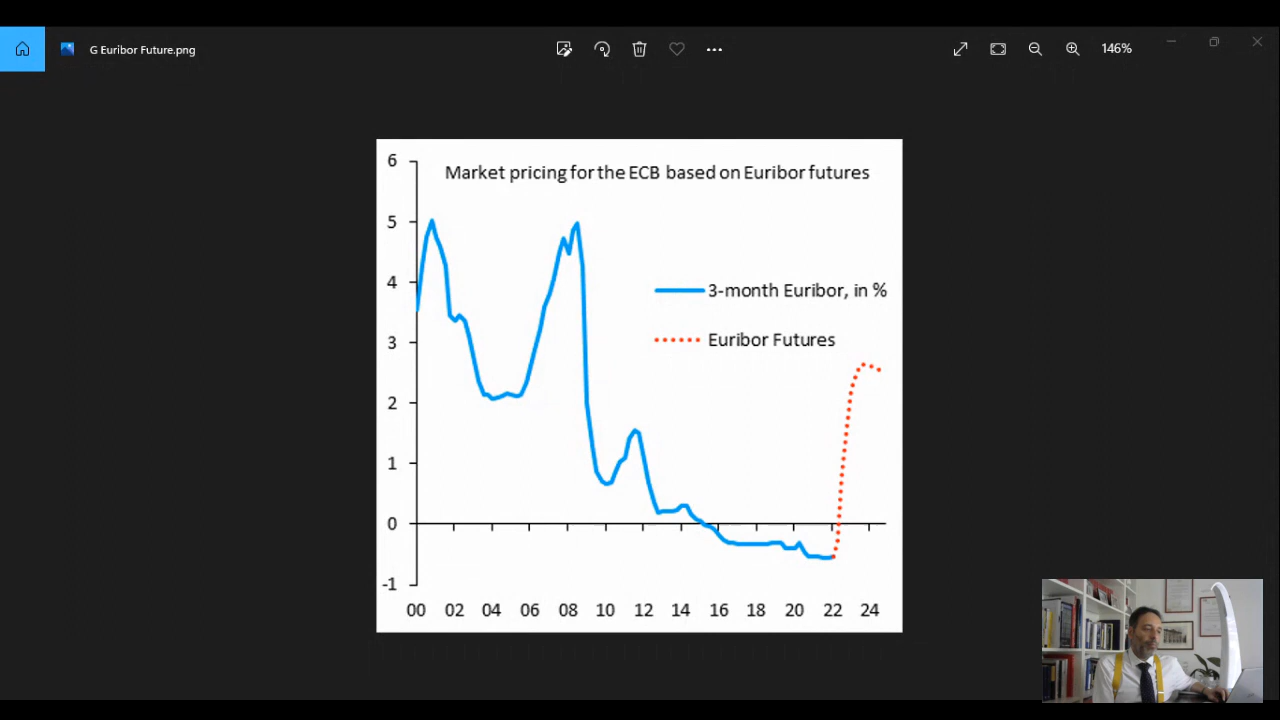 G Euribor Future.png
146%
6
Market pricing for the ECB based on Euribor futures
5
4
3-month Euribor, in %
3
Euribor Futures
2
1
0
-1
00 02 04 06 08 10 12 14 16 18 20 22 24